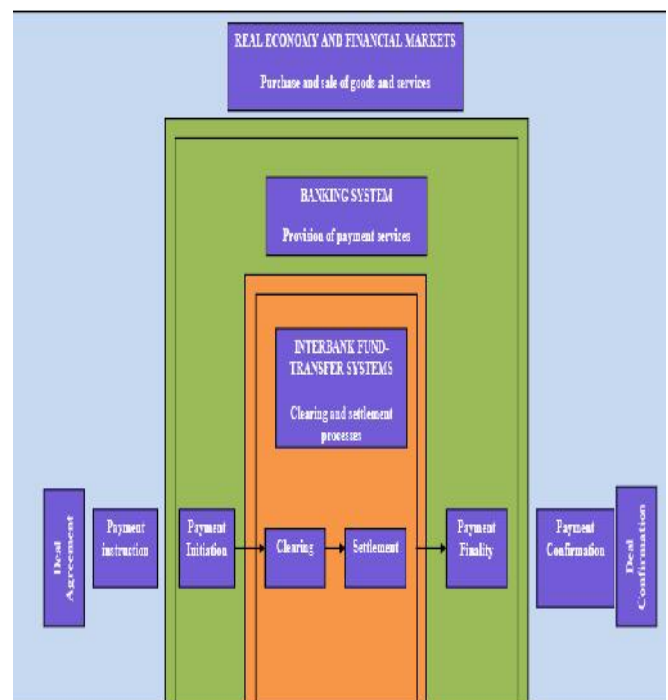 REAL ECONOMY AND FINANCIAL MARKETS
Purchase and sale of goods and services
BANKING SYSTEM
Provision of payment services
INTERBANK FUND-
TRANSFER SYSTEMS
Clearing and settlement
processes
Deal
Agreement
Payment
instruction
Payment
Initiation
Clearing
Settlement
Payment
Finality
Payment
Confirmation
Deal
Confirmation